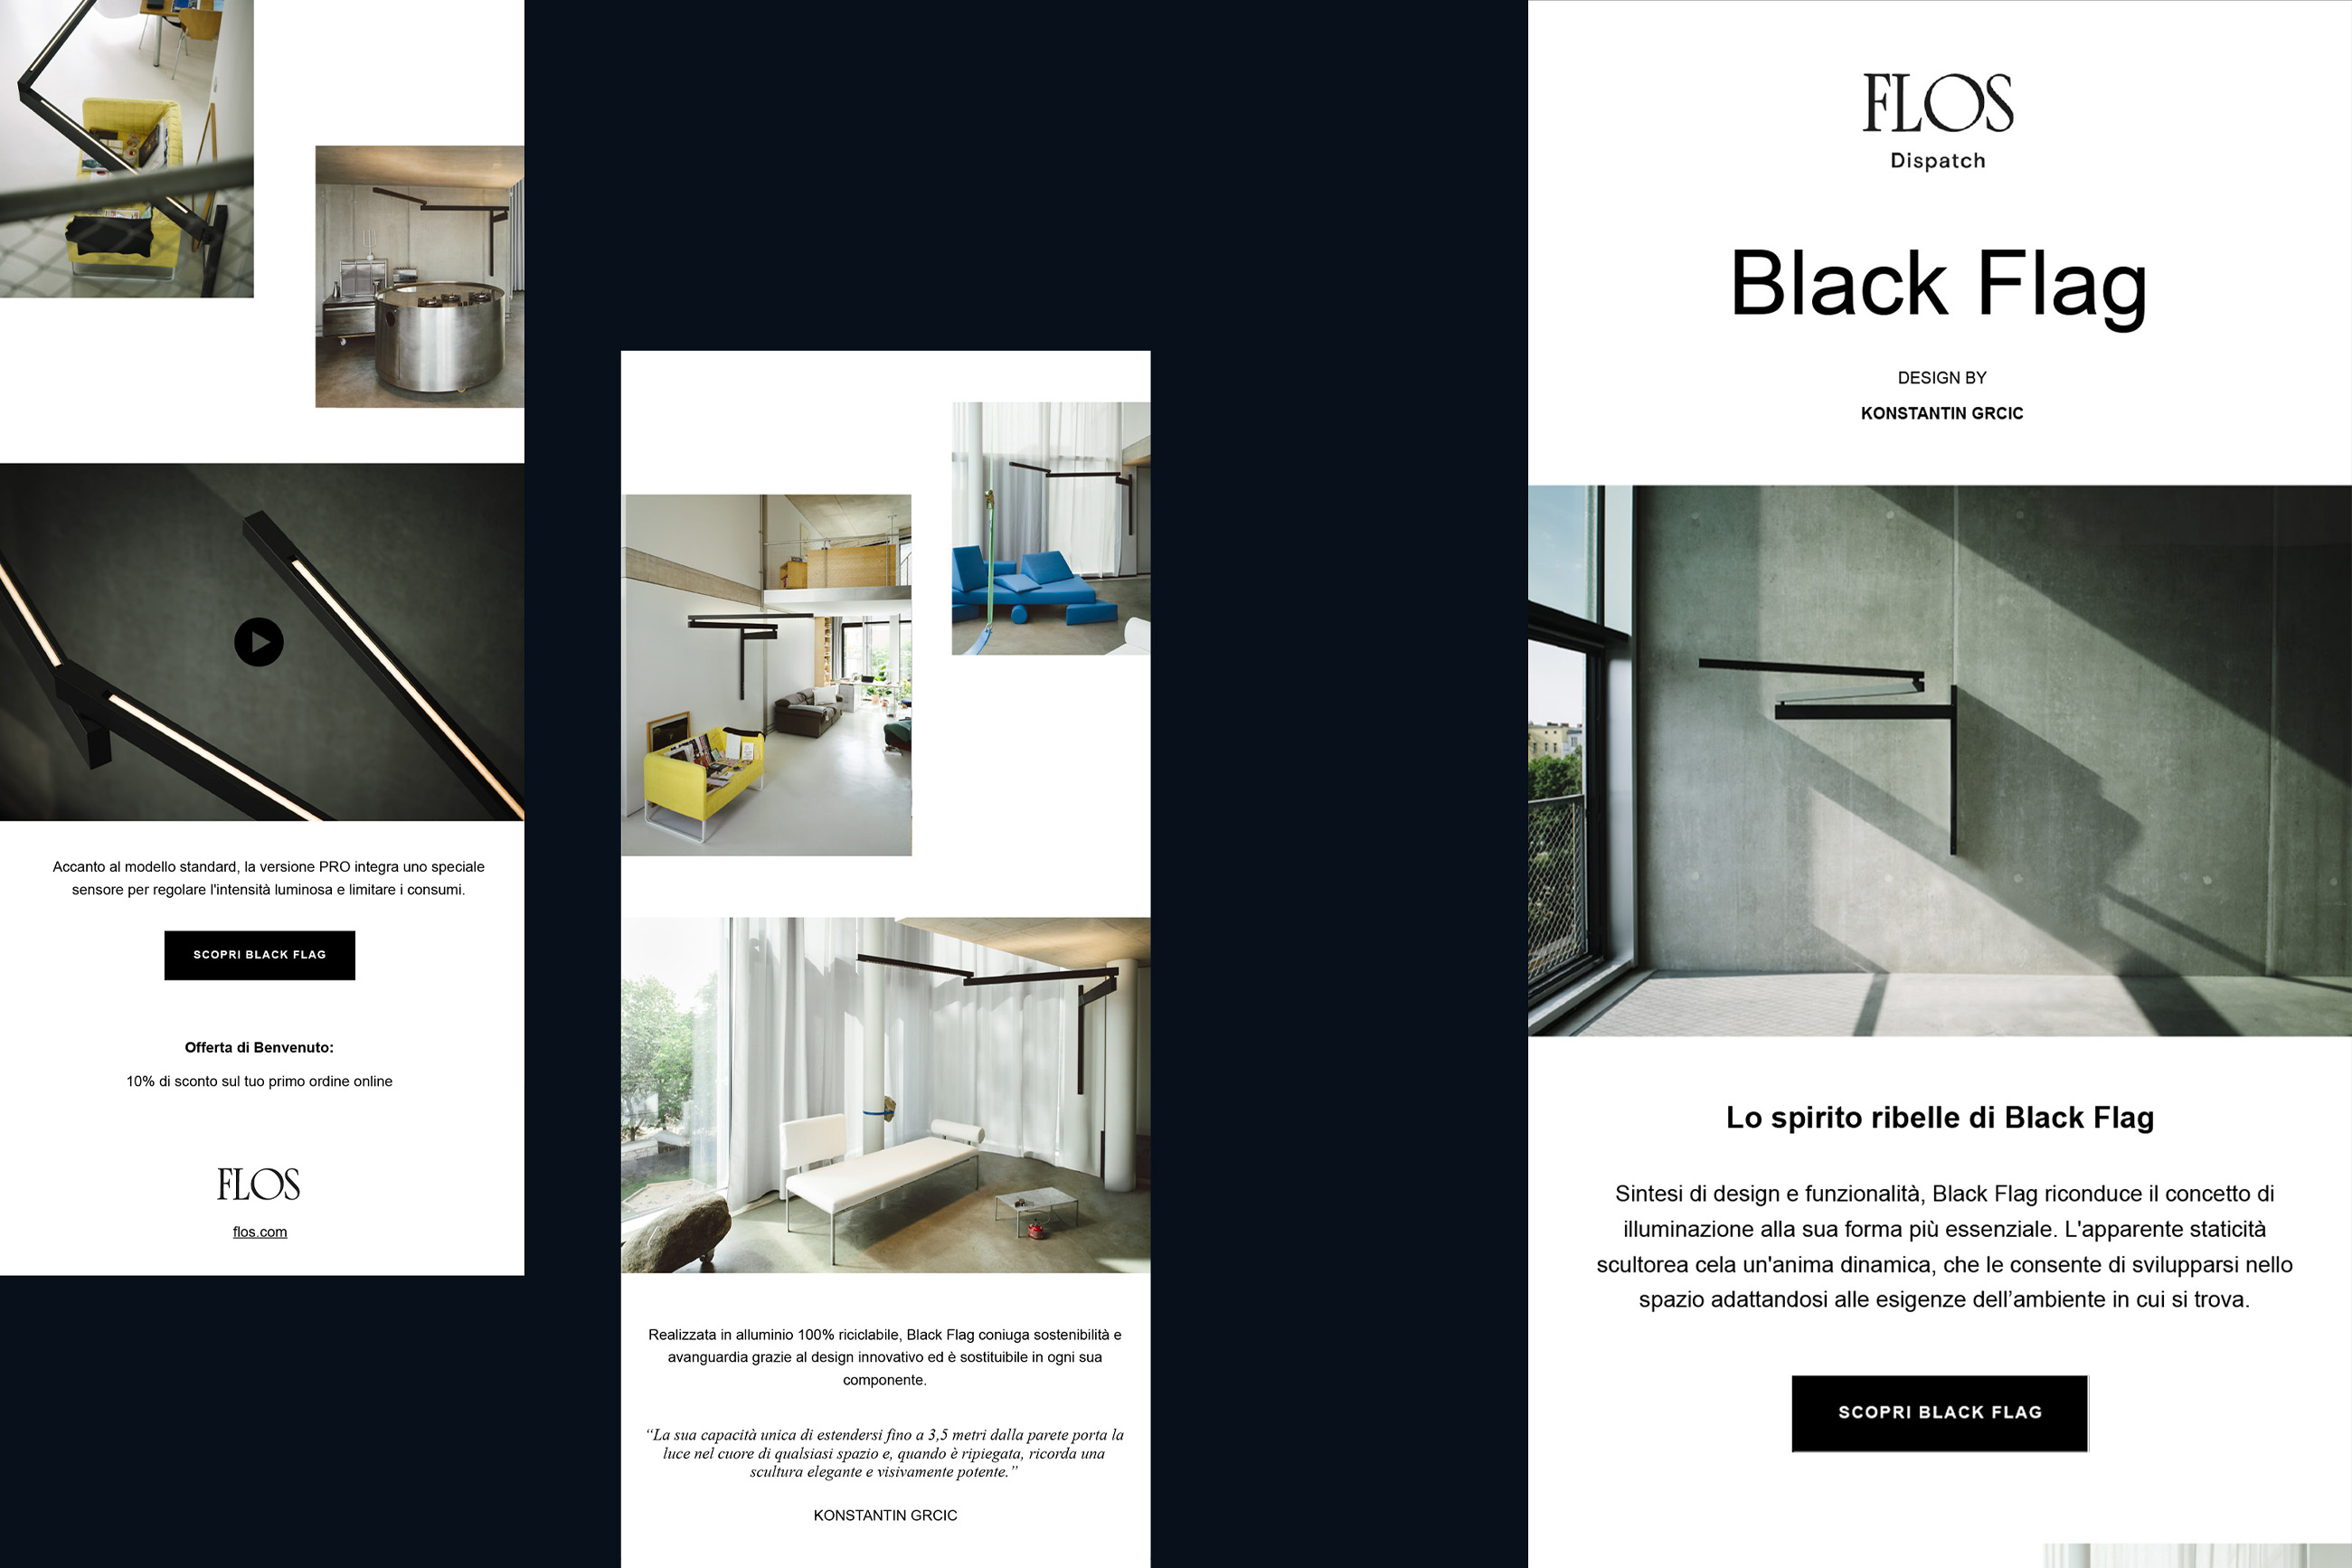 Accanto al modello standard, la versione PRO integra uno speciale
sensore per regolare l'intensità luminosa e limitare i consumi.
SCOPRI BLACK FLAG
Offerta di Benvenuto:
10% di sconto sul tuo primo ordine online
FLOS
flos.com
Realizzata in alluminio 100% riciclabile, Black Flag coniuga sostenibilità e
avanguardia grazie al design innovativo ed è sostituibile in ogni sua
componente.
“La sua capacità unica di estendersi fino a 3,5 metri dalla parete porta la
luce nel cuore di qualsiasi spazio e, quando è ripiegata, ricorda una
scultura elegante e visivamente potente.”
KONSTANTIN GRCIC
FLOS
Dispatch
Black Flag
DESIGN BY
KONSTANTIN GRCIC
Lo spirito ribelle di Black Flag
Sintesi di design e funzionalità, Black Flag riconduce il concetto di
illuminazione alla sua forma più essenziale. L'apparente staticità
scultorea cela un'anima dinamica, che le consente di svilupparsi nello
spazio adattandosi alle esigenze dell’ambiente in cui si trova.
SCOPRI BLACK FLAG